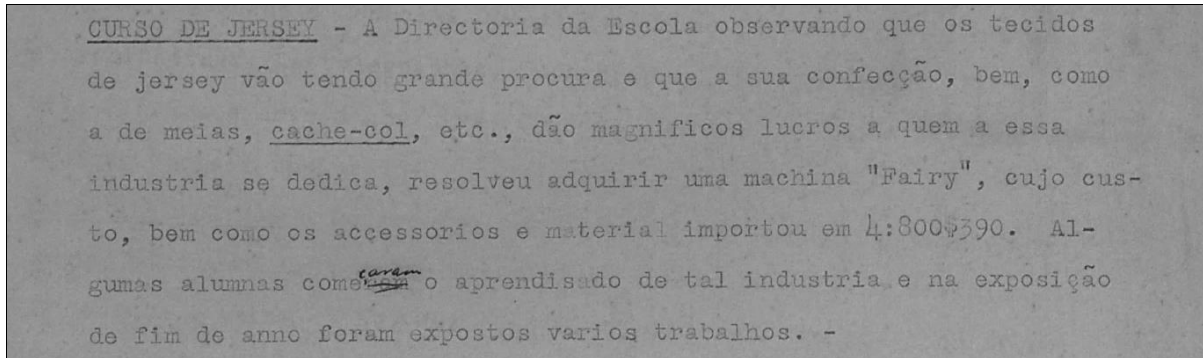 CURSO DE JERSEY - A Directoria da Escola observando que os tecidos
de jersey vão tendo grande procura e que a sua confecção, bem, como
a de meias, cache-col, etc., dão magnificos lucros a quem a essa
industria se dedica, resolveu adquirir uma machina "Fairy", cujo cus-
to, bem como os accessorios e material importou em 4:800$390. Al-
gumas alumnas começaram o aprendisado de tal industria e na exposição
de fim de anno foram expostos varios trabalhos. -